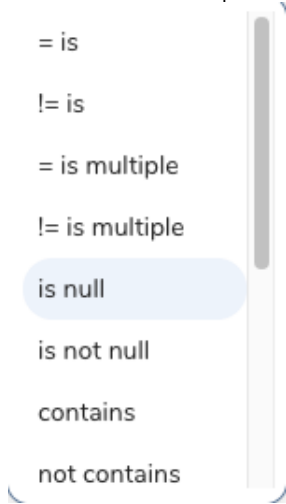 = is
!= is
= is multiple
!= is multiple
is null
is not null
contains
not contains